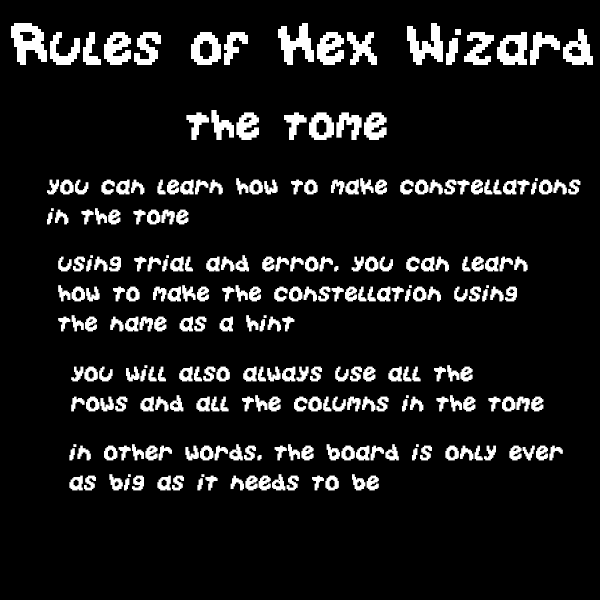 Rules of Hex Wizard
The Tome
you can learn how to make constellations
in the tome
using trial and error, you can learn
how to make the constellation using
the name as a hint
you will also always use all the
rows and all the columns in the tome
in other words, the board is only ever
as big as it needs to be